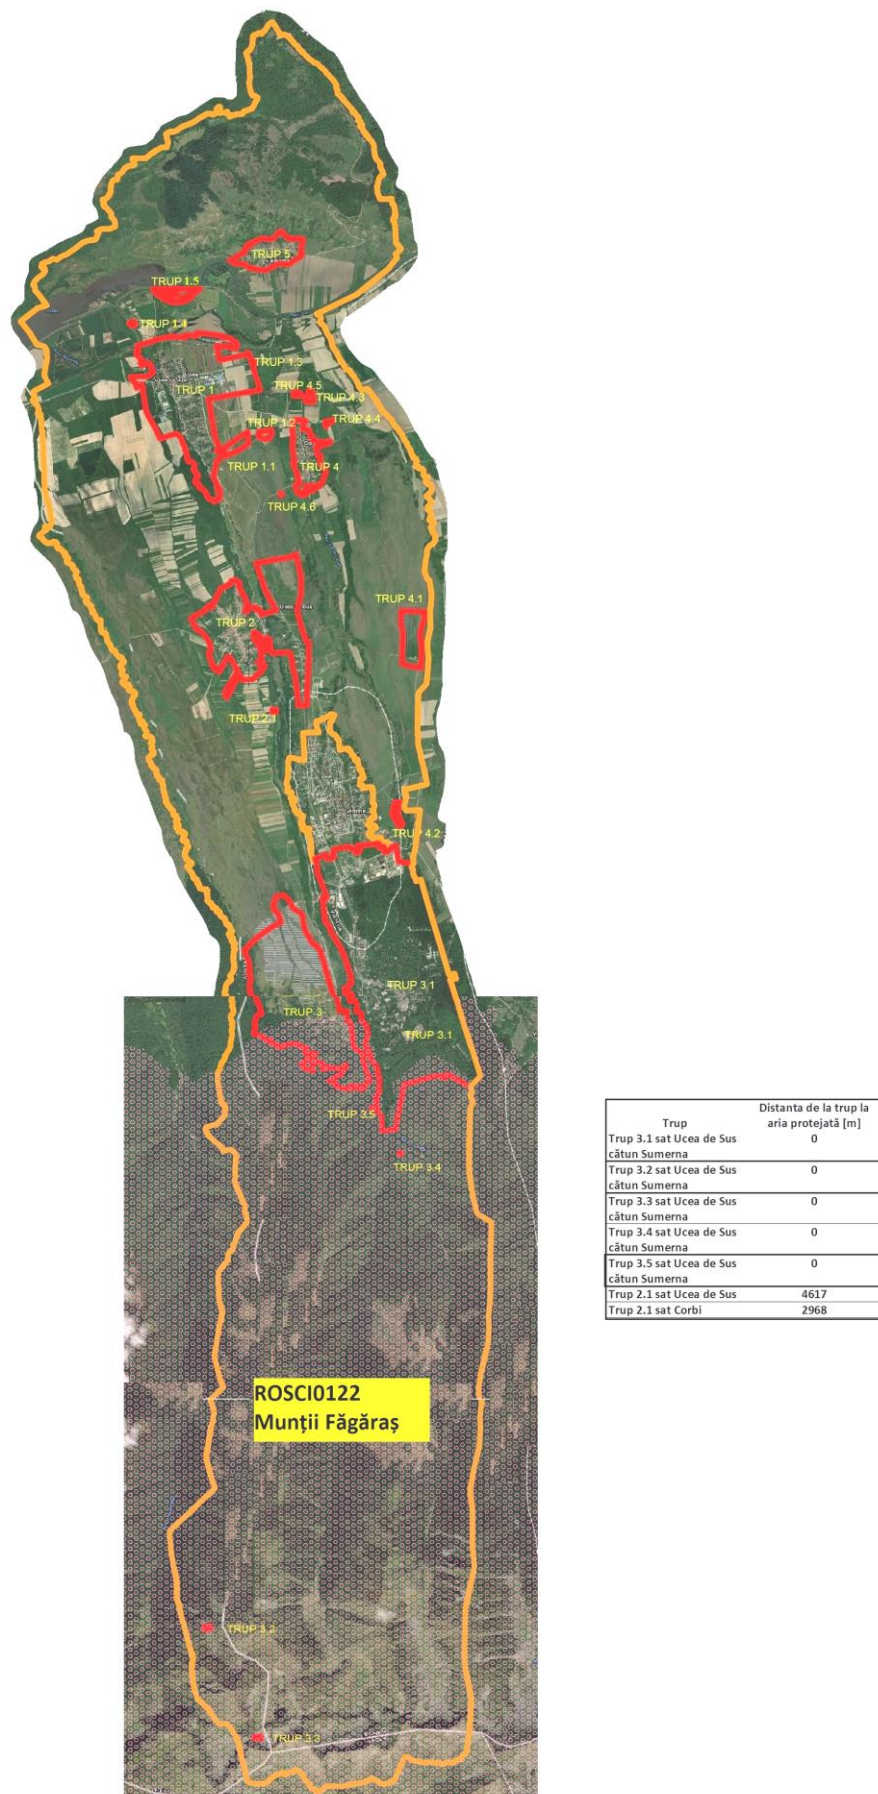 TRUP 5
TRUP 1.5
TRUP 1.4
TRUP 1.3
TRUP 1
TRUP 4.5
TRUP 4.3
TRUP 4.4
TRUP 1.2
TRUP 1.1
TRUP 4
TRUP 4.6
TRUP 4.1
TRUP 2
TRUP 2.1
TRUP 4.2
TRUP 3.1
TRUP 3
TRUP 3.1
TRUP 3.5
TRUP 3.4
Trup
Distanta de la trup la
aria protejată [m]
Trup 3.1 sat Ucea de Sus
cătun Sumerna
0
Trup 3.2 sat Ucea de Sus
cătun Sumerna
0
Trup 3.3 sat Ucea de Sus
cătun Sumerna
0
Trup 3.4 sat Ucea de Sus
cătun Sumerna
0
Trup 3.5 sat Ucea de Sus
cătun Sumerna
0
Trup 2.1 sat Ucea de Sus 4617
Trup 2.1 sat Corbi 2968
ROSCI0122
Munții Făgăraș
TRUP 3.2
TRUP 3.3